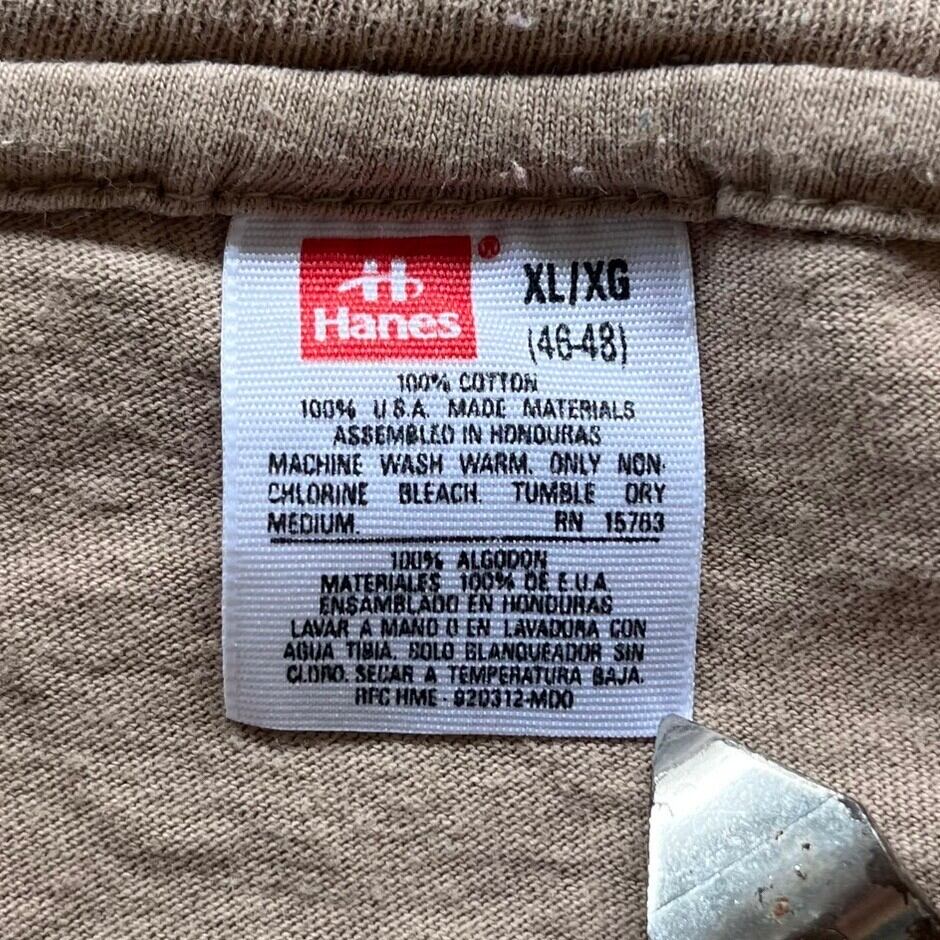 Hanes ®
XL/XG
(46-48)
100% COTTON
100% U.S.A. MADE MATERIALS
ASSEMBLED IN HONDURAS
MACHINE WASH WARM. ONLY NON-
CHLORINE BLEACH. TUMBLE DRY
MEDIUM. RN 15763
100% ALGODON
MATERIALES 100% DE E.U.A.
ENSAMBLADO EN HONDURAS
LAVAR A MANO O EN LAVADORA CON
AGUA TIBIA. SOLO BLANQUEADOR SIN
CLORO. SECAR A TEMPERATURA BAJA.
RFC HME - 920312-MD0